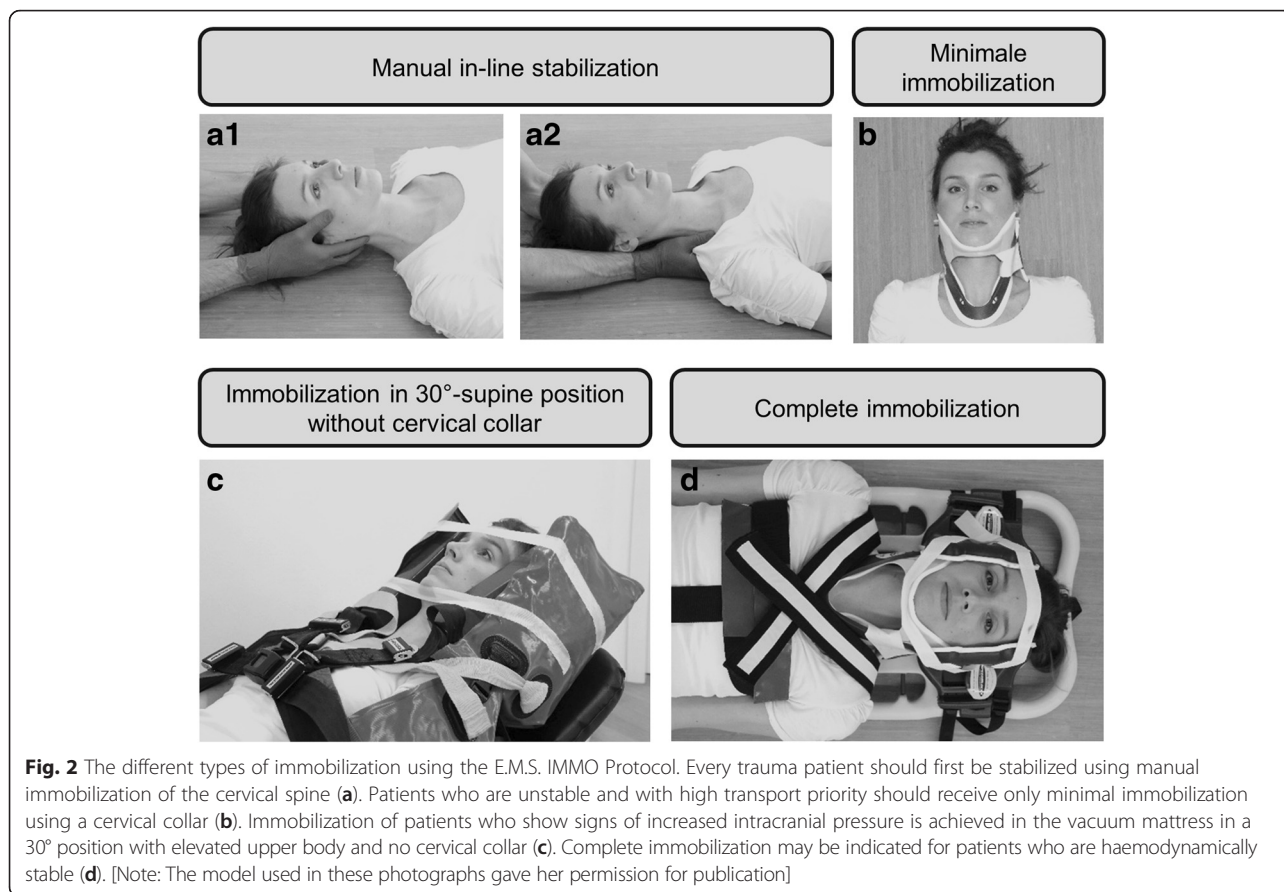 Manual in-line stabilization
Minimale
immobilization
a1
a2
b
Immobilization in 30°-supine position
without cervical collar
Complete immobilization
c
d
Fig. 2 The different types of immobilization using the E.M.S. IMMO Protocol. Every trauma patient should first be stabilized using manual
immobilization of the cervical spine (a). Patients who are unstable and with high transport priority should receive only minimal immobilization
using a cervical collar (b). Immobilization of patients who show signs of increased intracranial pressure is achieved in the vacuum mattress in a
30° position with elevated upper body and no cervical collar (c). Complete immobilization may be indicated for patients who are haemodynamically
stable (d). [Note: The model used in these photographs gave her permission for publication]